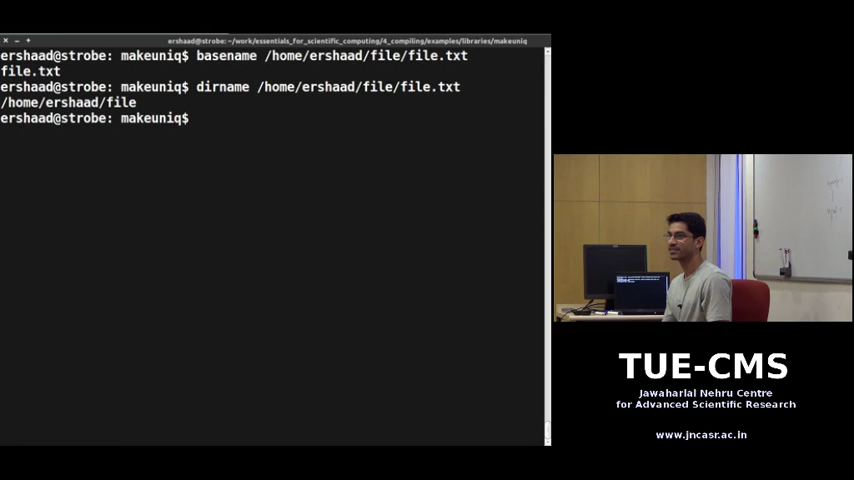 ershaad@strobe: ~/work/essentials_for_scientific_computing/4_compiling/examples/libraries/makeuniq
ershaad@strobe: makeuniq$ basename /home/ershaad/file/file.txt
file.txt
ershaad@strobe: makeuniq$ dirname /home/ershaad/file/file.txt
/home/ershaad/file
ershaad@strobe: makeuniq$
TUE-CMS
Jawaharlal Nehru Centre
for Advanced Scientific Research
www.jncasr.ac.in